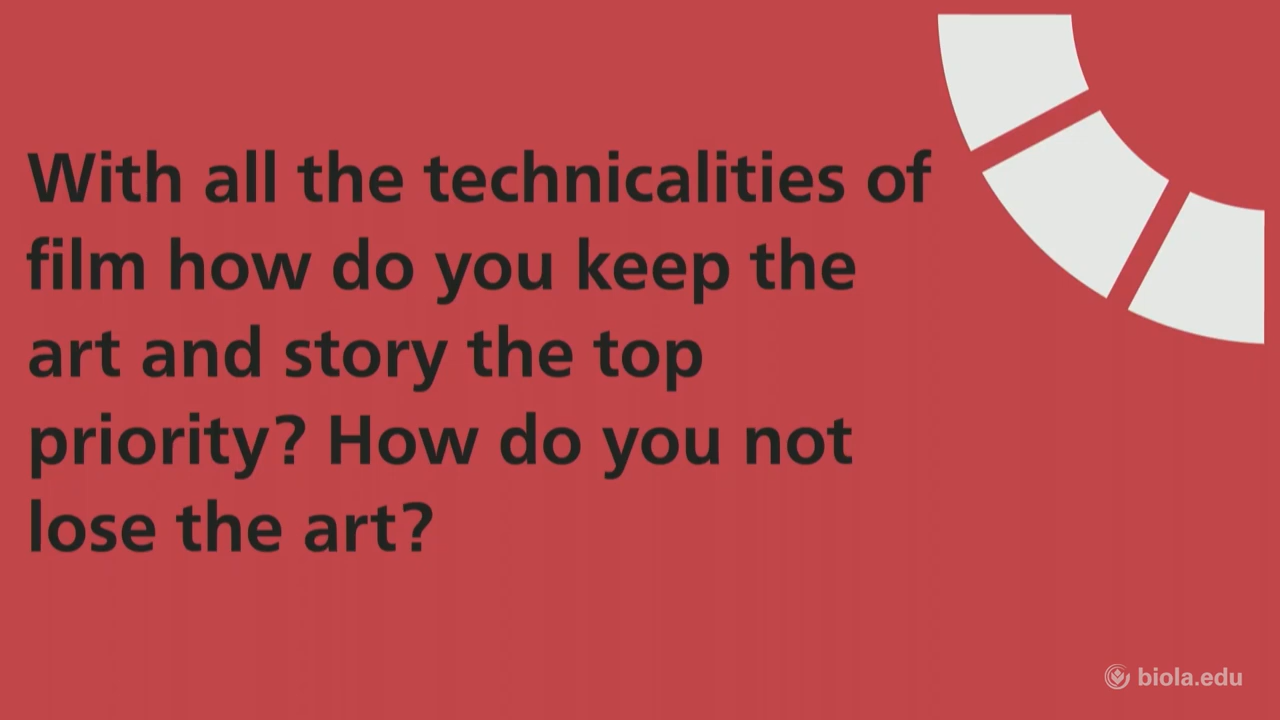 With all the technicalities of
film how do you keep the
art and story the top
priority? How do you not
lose the art?
biola.edu